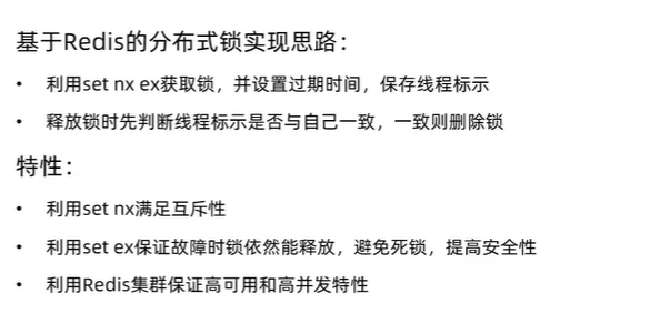 基于Redis的分布式锁实现思路：
• 利用set nx ex获取锁，并设置过期时间，保存线程标示
• 释放锁时先判断线程标示是否与自己一致，一致则删除锁
特性：
• 利用set nx满足互斥性
• 利用set ex保证故障时锁依然能释放，避免死锁，提高安全性
• 利用Redis集群保证高可用和高并发特性